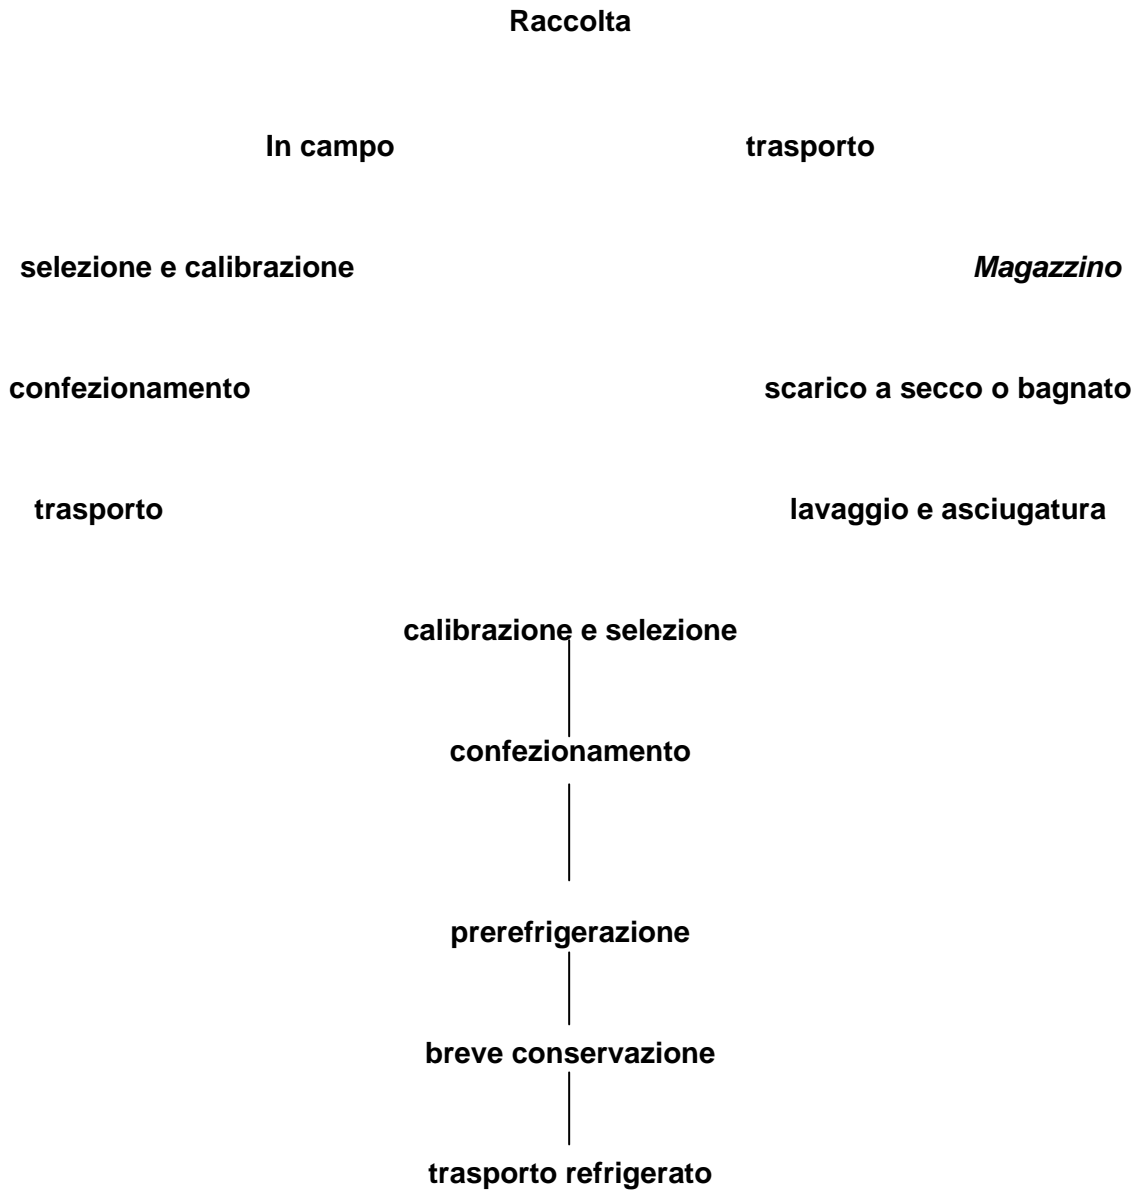 Raccolta
In campo trasporto
selezione e calibrazione Magazzino
confezionamento scarico a secco o bagnato
trasporto lavaggio e asciugatura
calibrazione e selezione
confezionamento
prerefrigerazione
breve conservazione
trasporto refrigerato